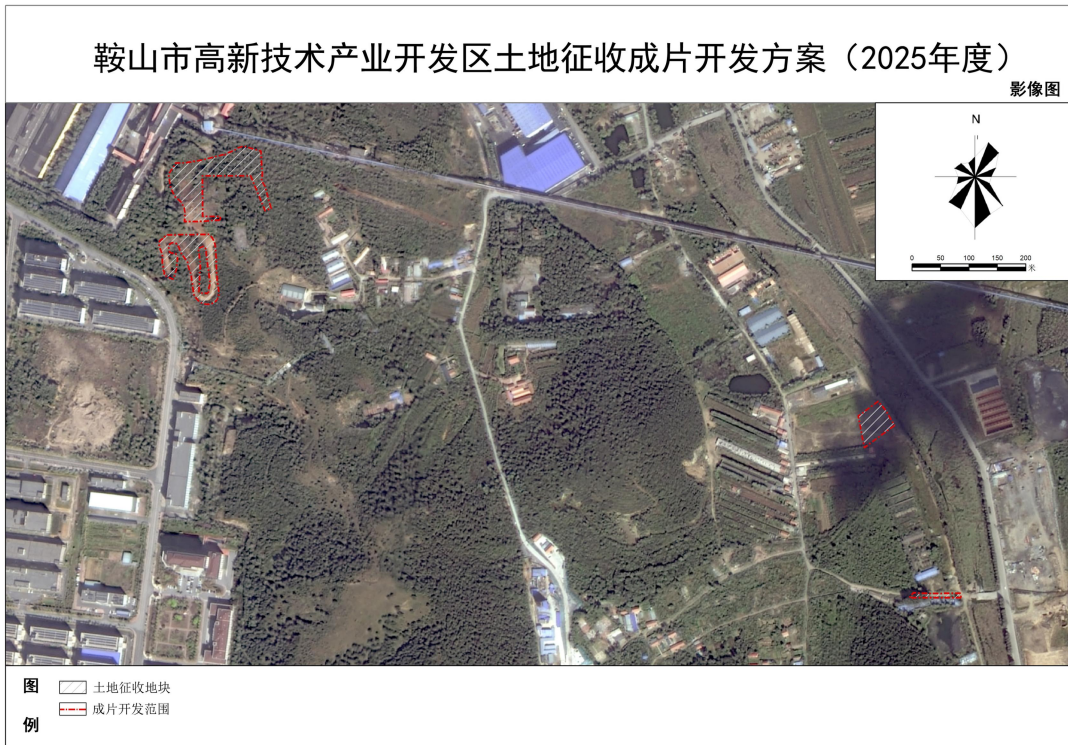 鞍山市高新技术产业开发区土地征收成片开发方案（2025年度）
影像图
N
0 50 100 150 200
米
图例
土地征收地块
成片开发范围